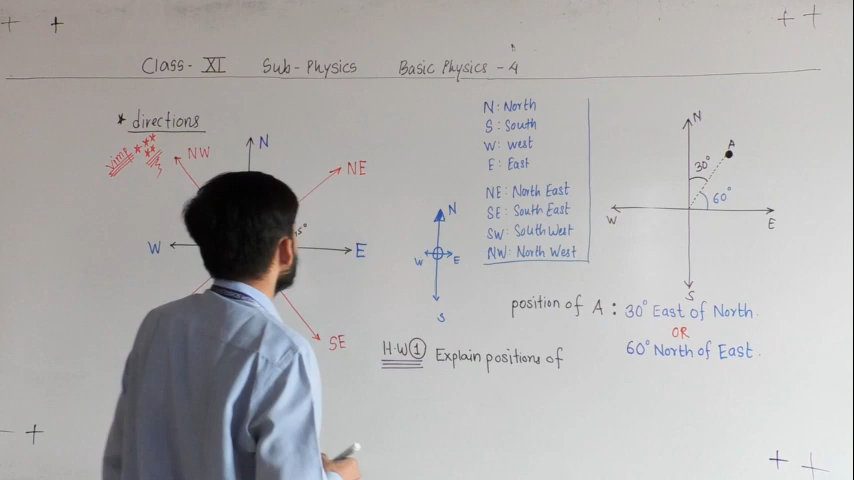 Class- XI Sub-Physics Basic Physics - 4
* directions
vimp
NW
N
NE
W
E
SE
N
W
E
S
N: North
S: South
W: west
E: East
NE: North East
SE: South East
SW: South West
NW: North West
N
A
30°
60°
W
E
S
position of A : 30° East of North.
OR
60° North of East.
H.W ① Explain positions of